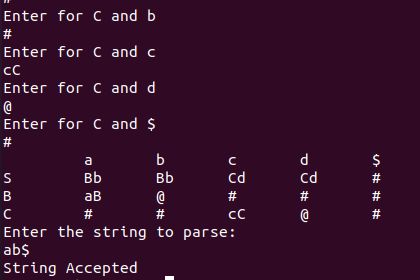 #
Enter for C and b
#
Enter for C and c
cC
Enter for C and d
@
Enter for C and $
#
a b c d $
S Bb Bb Cd Cd #
B aB @ # # #
C # # cC @ #
Enter the string to parse:
ab$
String Accepted